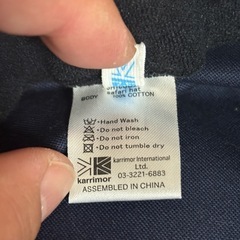 safari hat
BODY 100% COTTON
•Hand Wash
•Do not bleach
•Do not iron
•Do not tumble dry
karrimor
karrimor International
Ltd.
03-3221-6883
ASSEMBLED IN CHINA